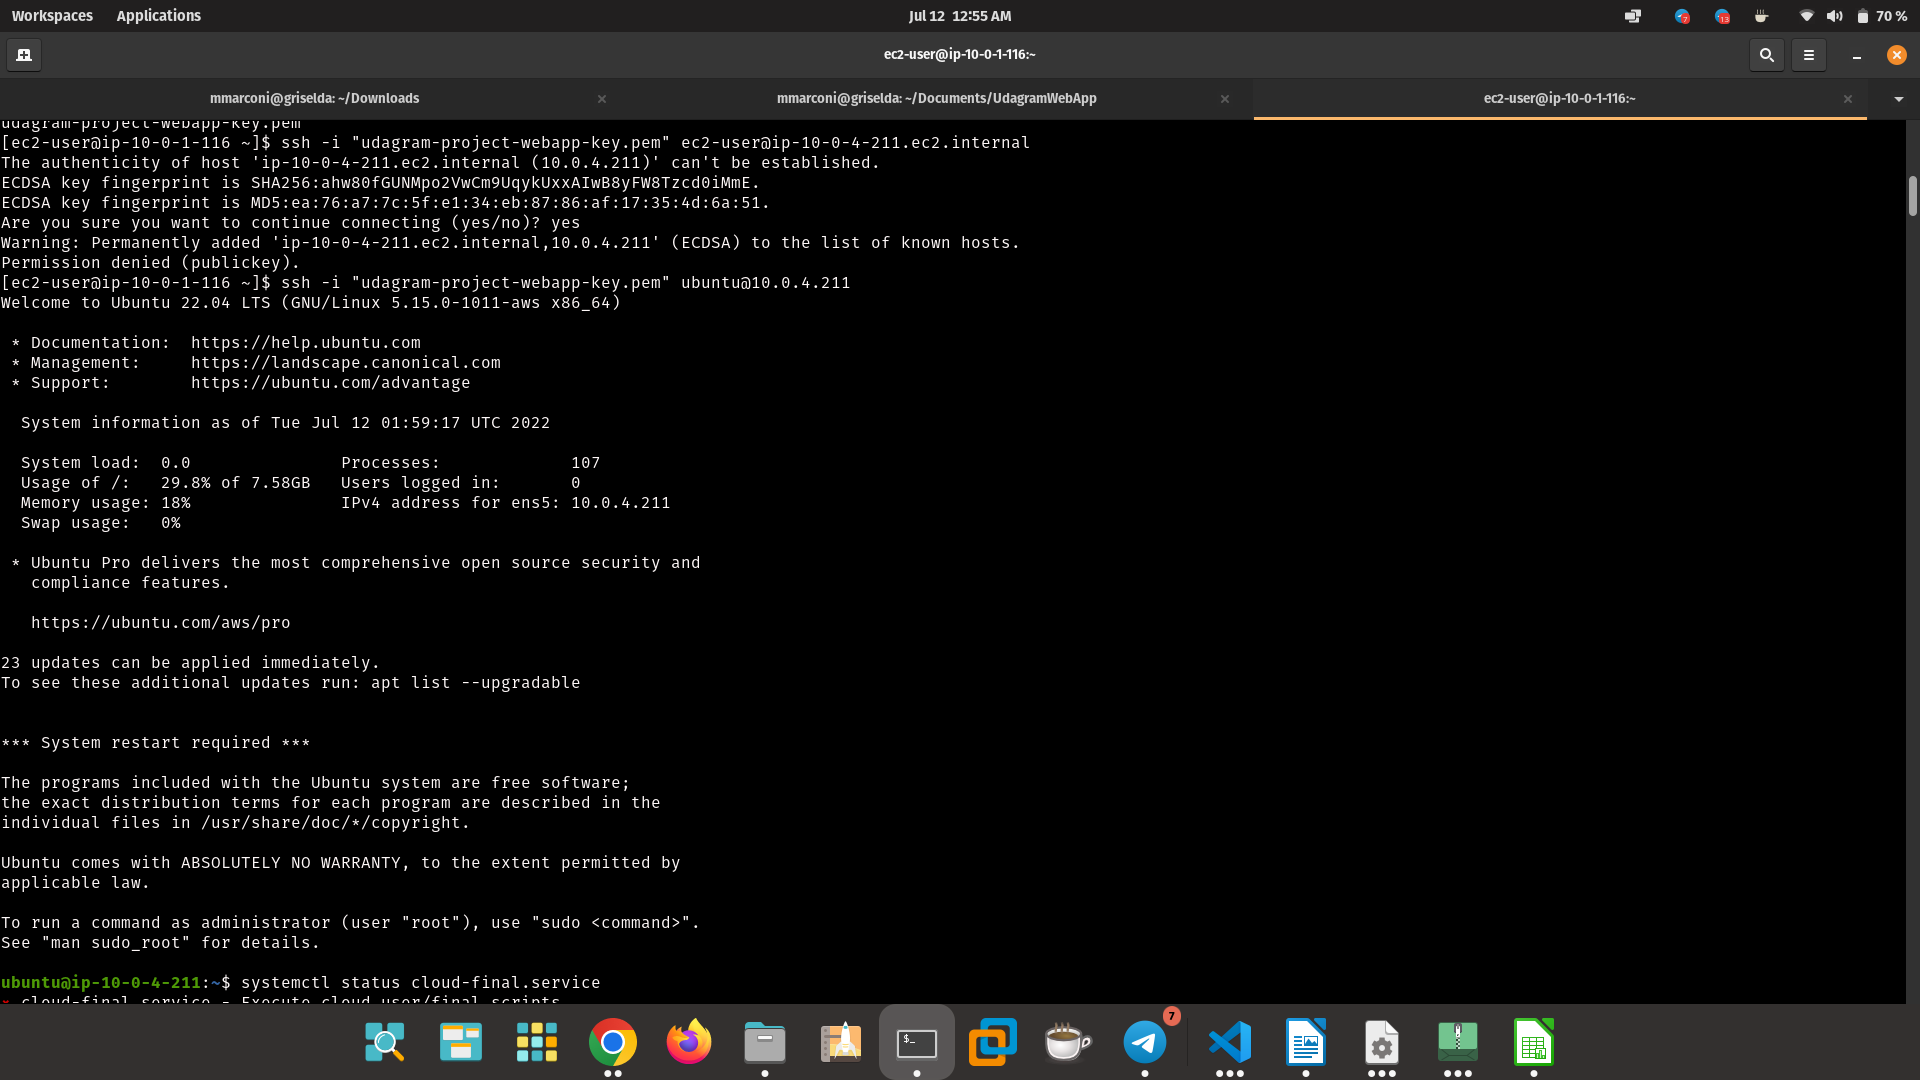 Workspaces Applications Jul 12 12:55 AM 70 %
ec2-user@ip-10-0-1-116:~
mmarconi@griselda: ~/Downloads mmarconi@griselda: ~/Documents/UdagramWebApp ec2-user@ip-10-0-1-116:~
udagram-project-webapp-key.pem
[ec2-user@ip-10-0-1-116 ~]$ ssh -i "udagram-project-webapp-key.pem" ec2-user@ip-10-0-4-211.ec2.internal
The authenticity of host 'ip-10-0-4-211.ec2.internal (10.0.4.211)' can't be established.
ECDSA key fingerprint is SHA256:ahw80fGUNMpo2VwCm9UqykUxxAIwB8yFW8Tzcd0iMmE.
ECDSA key fingerprint is MD5:ea:76:a7:7c:5f:e1:34:eb:87:86:af:17:35:4d:6a:51.
Are you sure you want to continue connecting (yes/no)? yes
Warning: Permanently added 'ip-10-0-4-211.ec2.internal,10.0.4.211' (ECDSA) to the list of known hosts.
Permission denied (publickey).
[ec2-user@ip-10-0-1-116 ~]$ ssh -i "udagram-project-webapp-key.pem" ubuntu@10.0.4.211
Welcome to Ubuntu 22.04 LTS (GNU/Linux 5.15.0-1011-aws x86_64)
* Documentation: https://help.ubuntu.com
* Management: https://landscape.canonical.com
* Support: https://ubuntu.com/advantage
System information as of Tue Jul 12 01:59:17 UTC 2022
System load: 0.0 Processes: 107
Usage of /: 29.8% of 7.58GB Users logged in: 0
Memory usage: 18% IPv4 address for ens5: 10.0.4.211
Swap usage: 0%
* Ubuntu Pro delivers the most comprehensive open source security and
compliance features.
https://ubuntu.com/aws/pro
23 updates can be applied immediately.
To see these additional updates run: apt list --upgradable
*** System restart required ***
The programs included with the Ubuntu system are free software;
the exact distribution terms for each program are described in the
individual files in /usr/share/doc/*/copyright.
Ubuntu comes with ABSOLUTELY NO WARRANTY, to the extent permitted by
applicable law.
To run a command as administrator (user "root"), use "sudo <command>".
See "man sudo_root" for details.
ubuntu@ip-10-0-4-211:~$ systemctl status cloud-final.service
cloud-final.service - Execute cloud user/final scripts
7